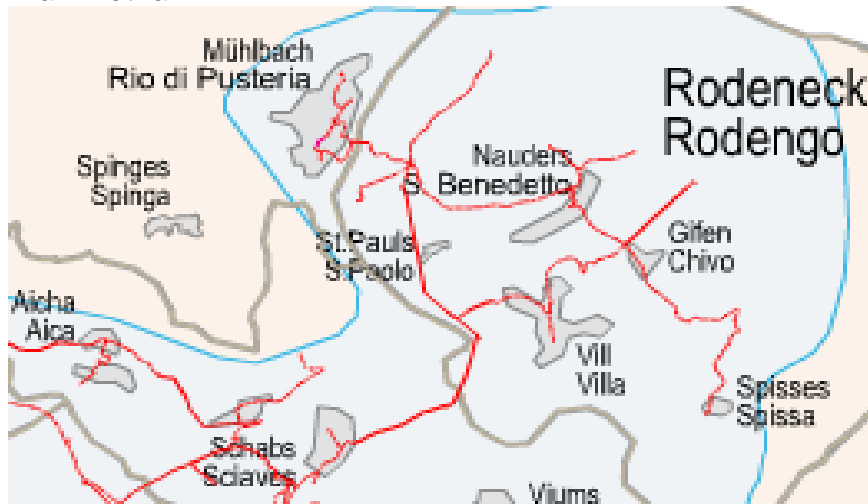 Mühlbach
Rio di Pusteria
Rodeneck
Rodengo
Spinges
Spinga
Nauders
S. Benedetto
St.Pauls
S.Paolo
Gifen
Chivo
Aicha
Aica
Vill
Villa
Spisses
Spissa
Schabs
Sciaves
Viums